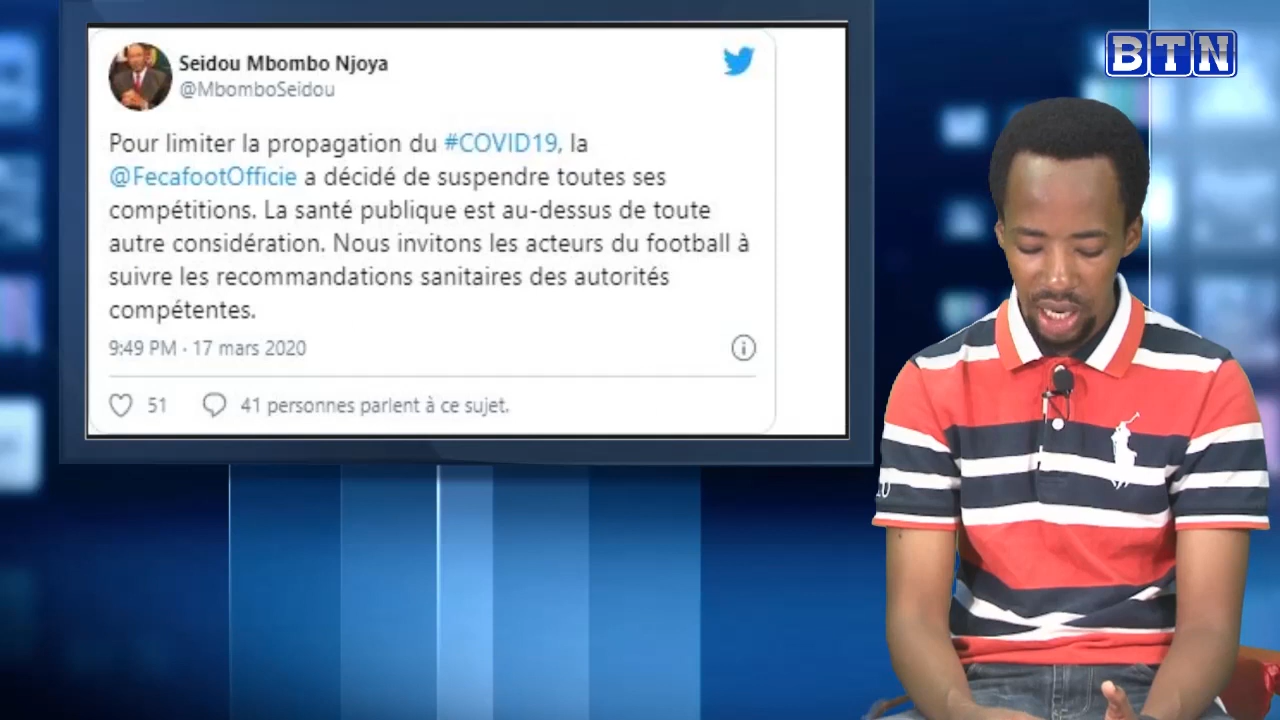 Seidou Mbombo Njoya
@MbomboSeidou
Pour limiter la propagation du #COVID19, la
@FecafootOfficie a décidé de suspendre toutes ses
compétitions. La santé publique est au-dessus de toute
autre considération. Nous invitons les acteurs du football à
suivre les recommandations sanitaires des autorités
compétentes.
9:49 PM · 17 mars 2020
51 41 personnes parlent à ce sujet.
BTN